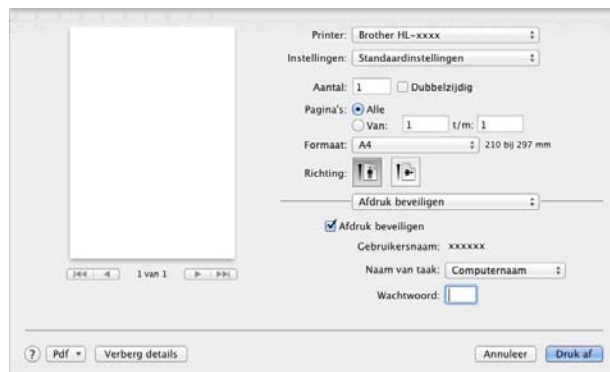 Printer: Brother HL-xxxx
Instellingen: Standaardinstellingen
Aantal: 1 Dubbelzijdig
Pagina's: Alle
Van: 1 t/m: 1
Formaat: A4 210 bij 297 mm
Richting:
Afdruk beveiligen
Afdruk beveiligen
Gebruikersnaam: xxxxxx
Naam van taak: Computernaam
Wachtwoord:
1 van 1
? Pdf Verberg details Annuleer Druk af